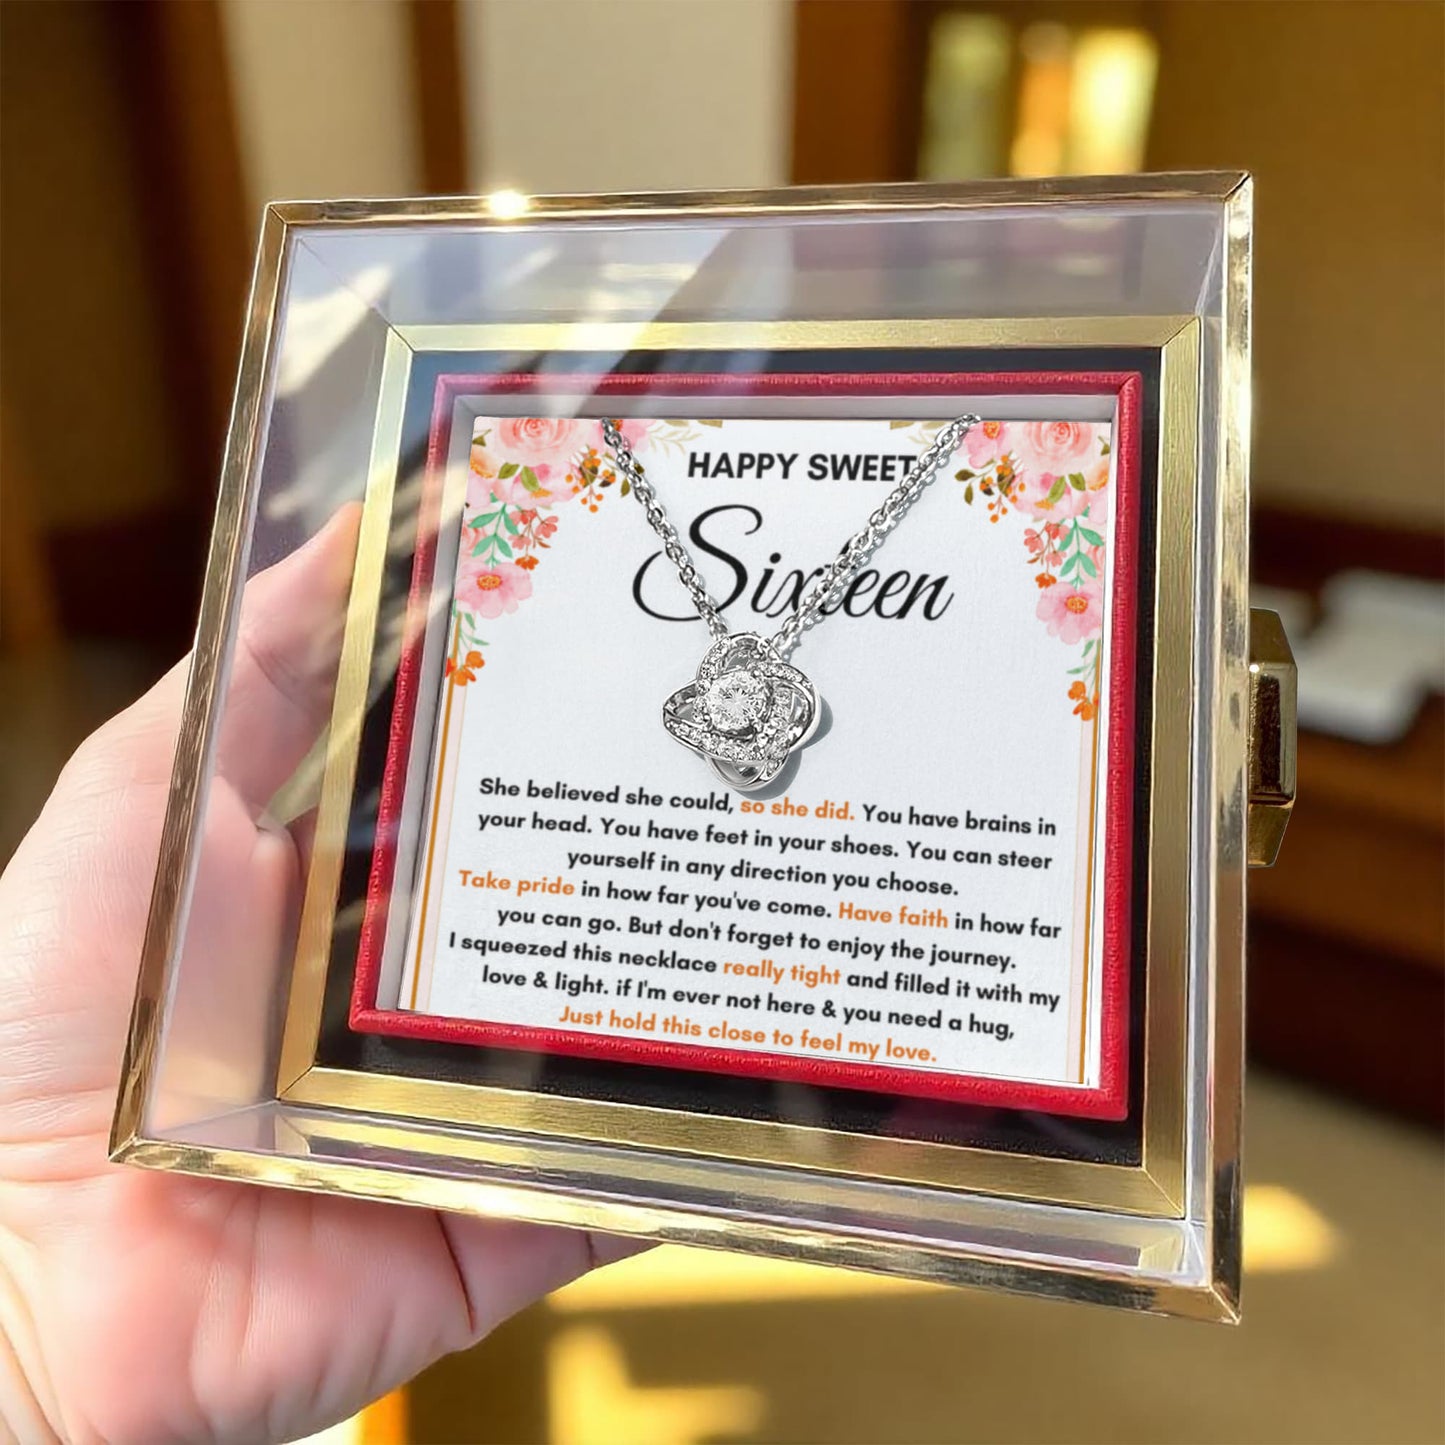 HAPPY SWEET
Sixteen
She believed she could, so she did. You have brains in
your head. You have feet in your shoes. You can steer
yourself in any direction you choose.
Take pride in how far you've come. Have faith in how far
you can go. But don't forget to enjoy the journey.
I squeezed this necklace really tight and filled it with my
love & light. if I'm ever not here & you need a hug,
Just hold this close to feel my love.